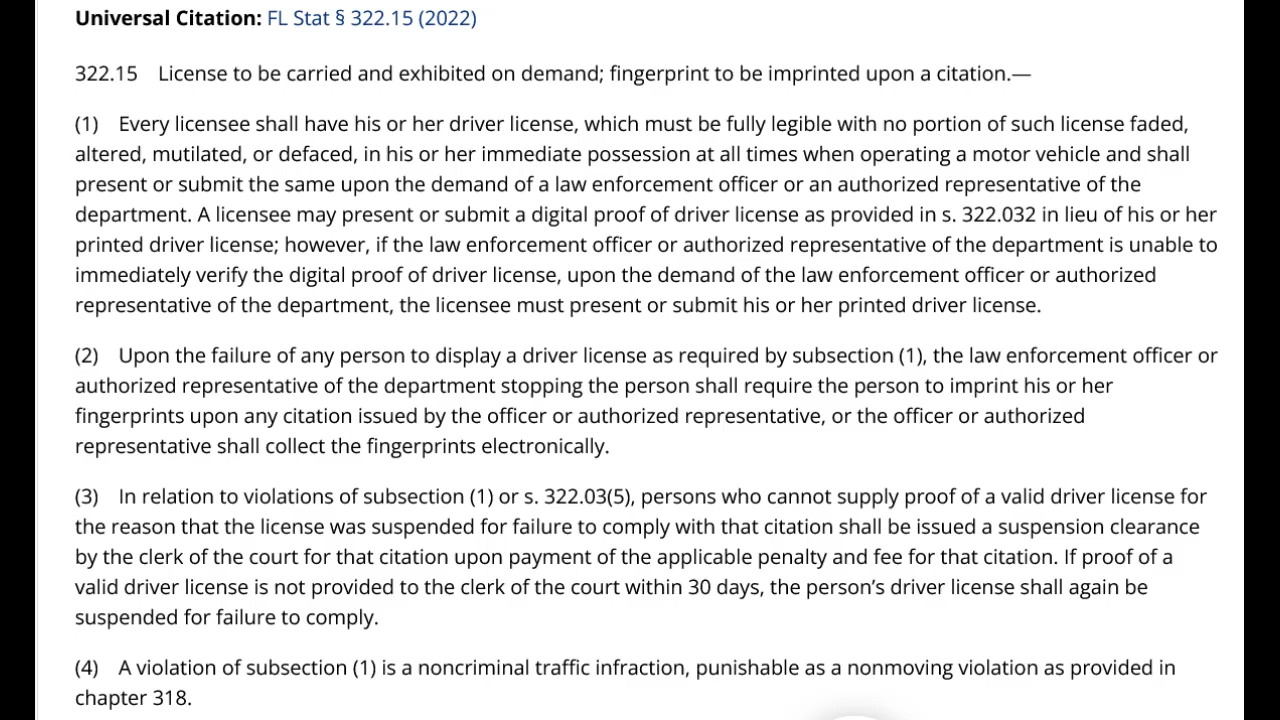 Universal Citation: FL Stat § 322.15 (2022)
322.15 License to be carried and exhibited on demand; fingerprint to be imprinted upon a citation.—
(1) Every licensee shall have his or her driver license, which must be fully legible with no portion of such license faded,
altered, mutilated, or defaced, in his or her immediate possession at all times when operating a motor vehicle and shall
present or submit the same upon the demand of a law enforcement officer or an authorized representative of the
department. A licensee may present or submit a digital proof of driver license as provided in s. 322.032 in lieu of his or her
printed driver license; however, if the law enforcement officer or authorized representative of the department is unable to
immediately verify the digital proof of driver license, upon the demand of the law enforcement officer or authorized
representative of the department, the licensee must present or submit his or her printed driver license.
(2) Upon the failure of any person to display a driver license as required by subsection (1), the law enforcement officer or
authorized representative of the department stopping the person shall require the person to imprint his or her
fingerprints upon any citation issued by the officer or authorized representative, or the officer or authorized
representative shall collect the fingerprints electronically.
(3) In relation to violations of subsection (1) or s. 322.03(5), persons who cannot supply proof of a valid driver license for
the reason that the license was suspended for failure to comply with that citation shall be issued a suspension clearance
by the clerk of the court for that citation upon payment of the applicable penalty and fee for that citation. If proof of a
valid driver license is not provided to the clerk of the court within 30 days, the person's driver license shall again be
suspended for failure to comply.
(4) A violation of subsection (1) is a noncriminal traffic infraction, punishable as a nonmoving violation as provided in
chapter 318.